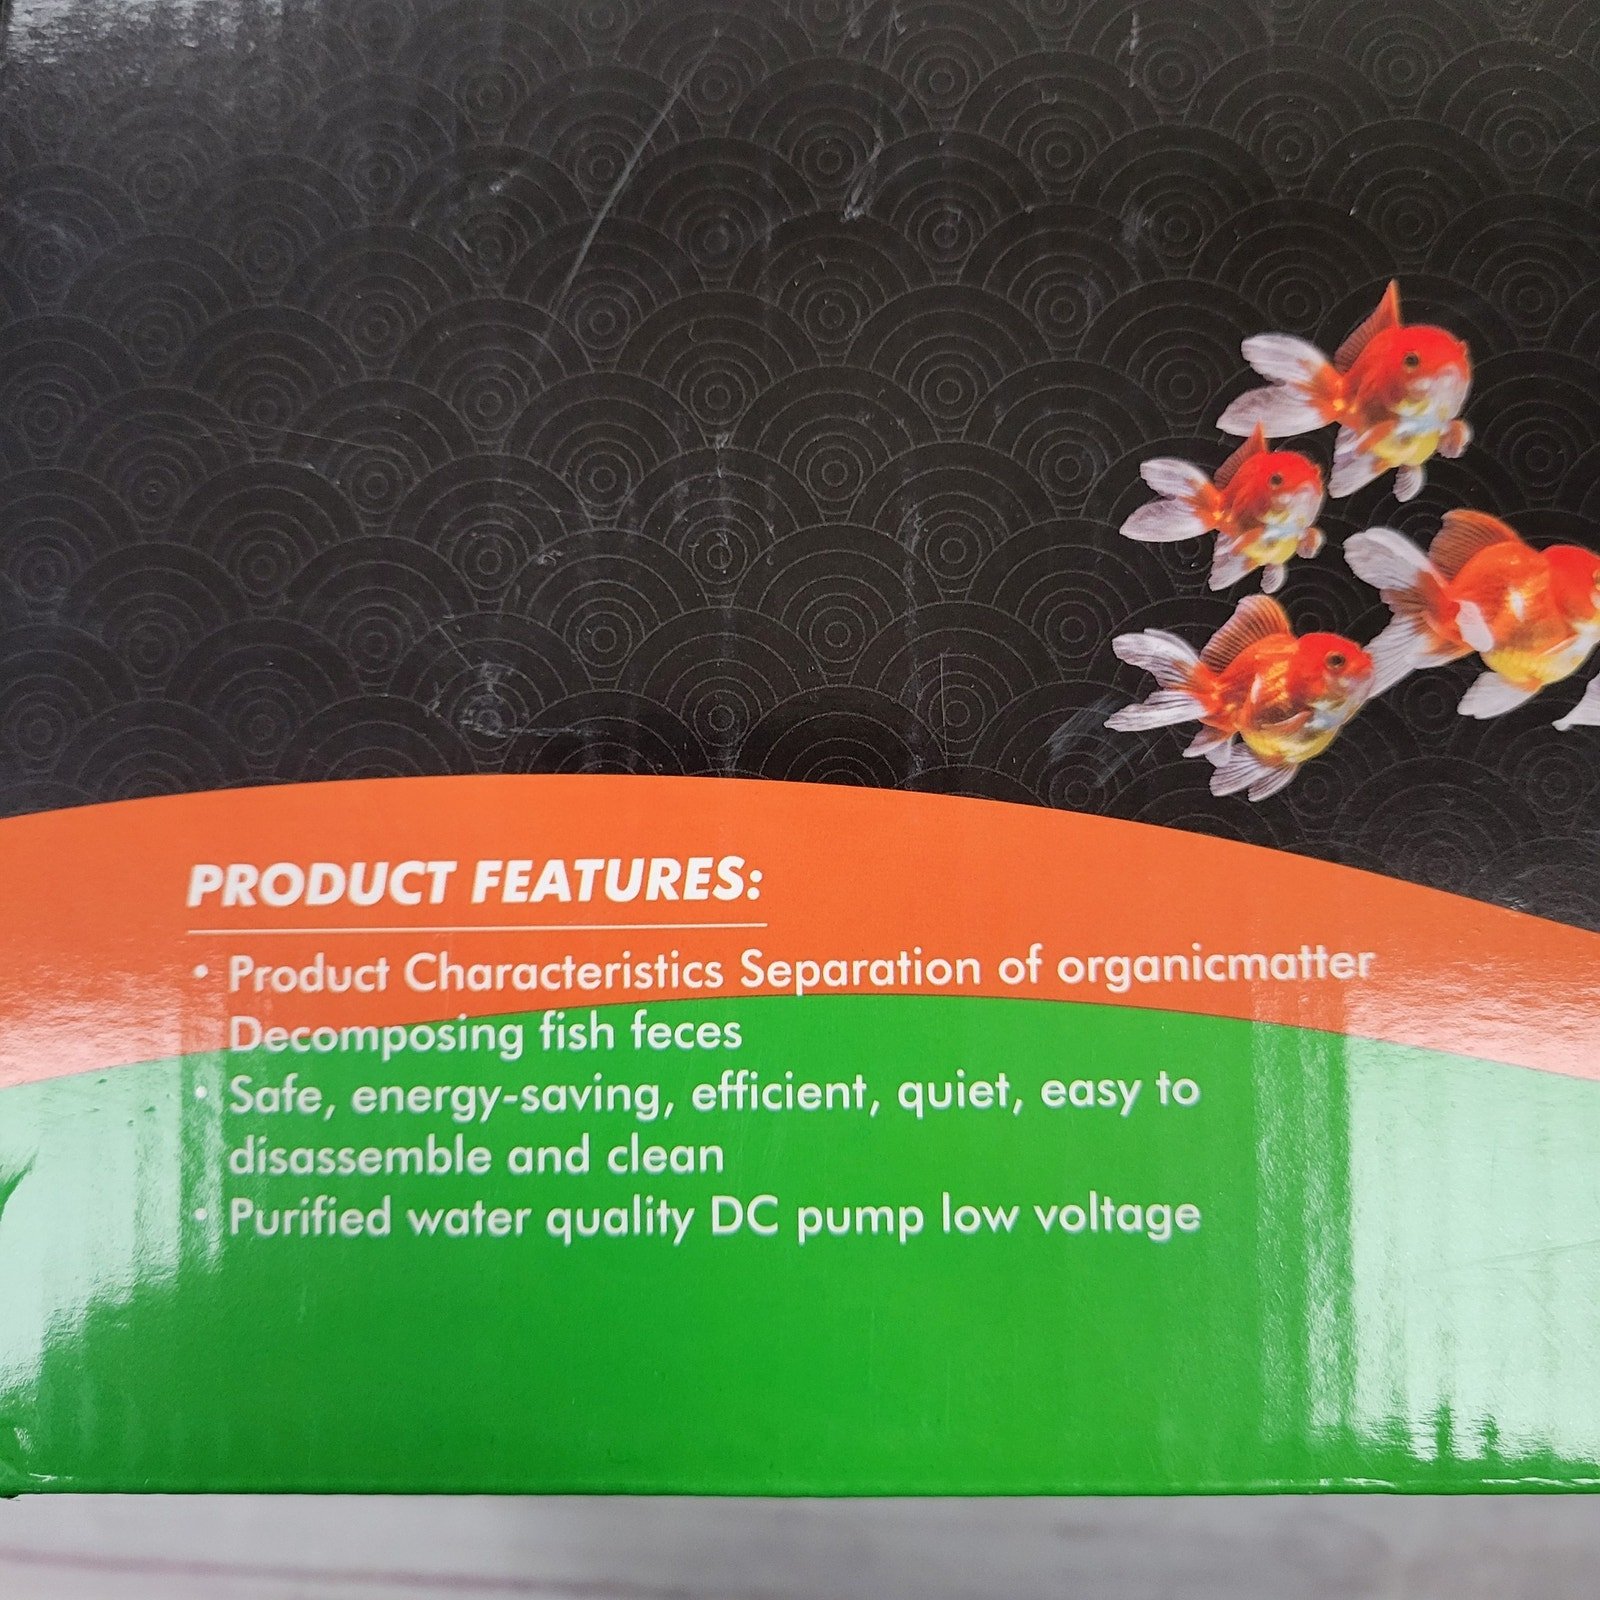 PRODUCT FEATURES:
• Product Characteristics Separation of organicmatter
Decomposing fish feces
• Safe, energy-saving, efficient, quiet, easy to
disassemble and clean
• Purified water quality DC pump low voltage